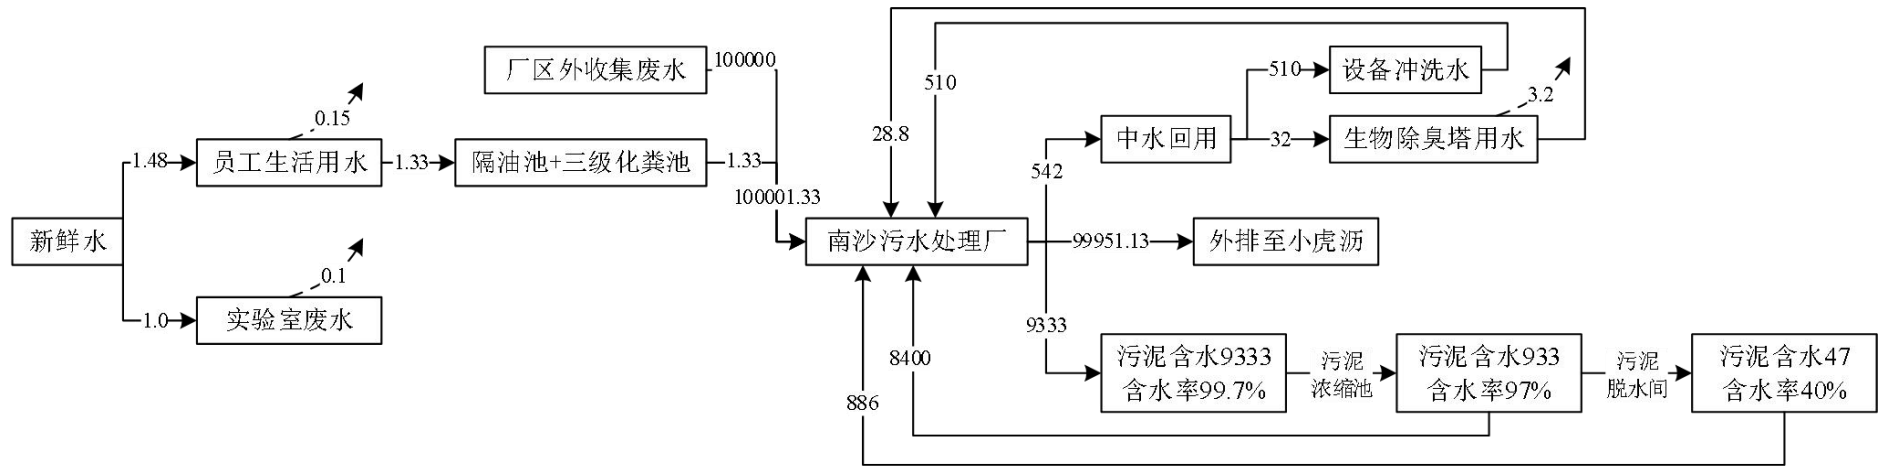 厂区外收集废水
100000
510
510
设备冲洗水
3.2
0.15
28.8
1.48
员工生活用水
1.33
隔油池+三级化粪池
1.33
中水回用
32
生物除臭塔用水
542
100001.33
新鲜水
南沙污水处理厂
99951.13
外排至小虎沥
0.1
1.0
实验室废水
9333
8400
886
污泥含水9333
含水率99.7%
污泥
浓缩池
污泥含水933
含水率97%
污泥
脱水间
污泥含水47
含水率40%